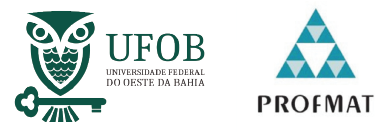 UFOB
UNIVERSIDADE FEDERAL
DO OESTE DA BAHIA
PROFMAT